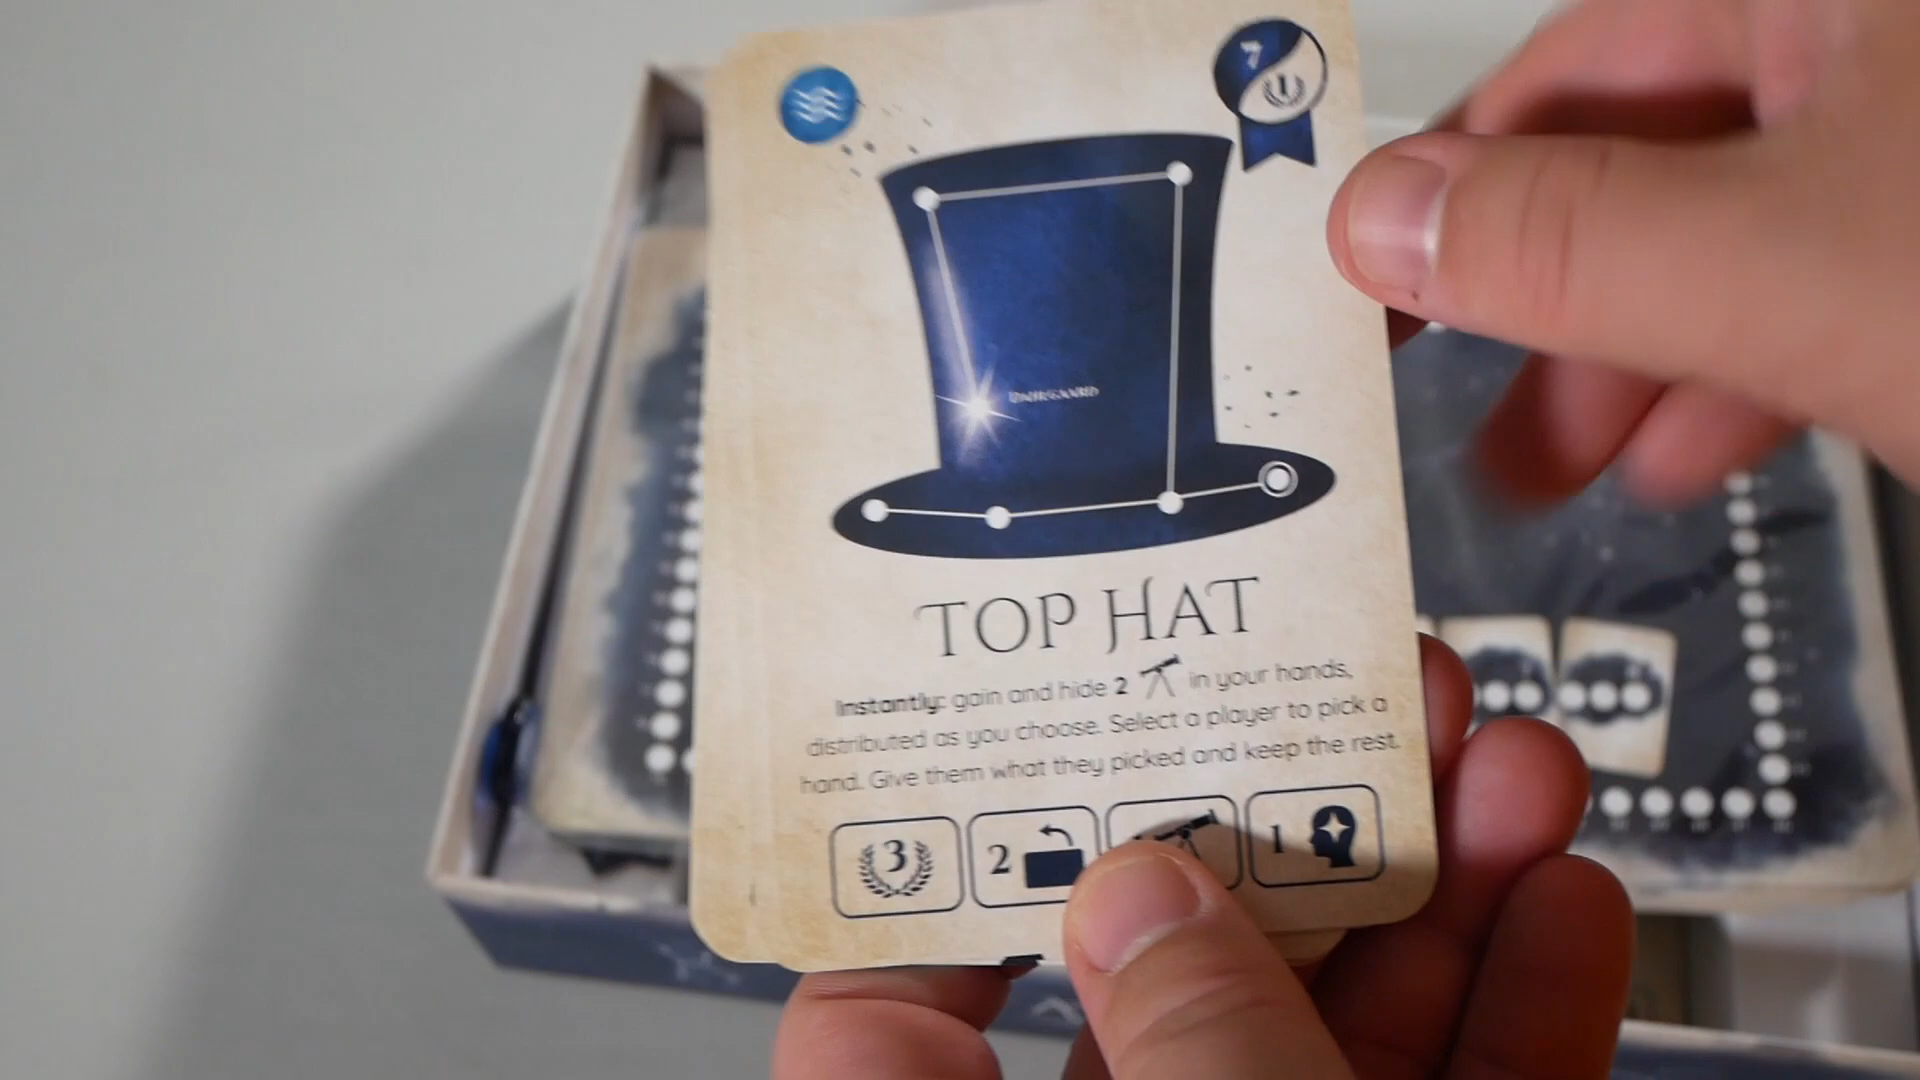 7
1
TOP HAT
Instantly: gain and hide 2 in your hands,
distributed as you choose. Select a player to pick a
hand. Give them what they picked and keep the rest.
3 2 1